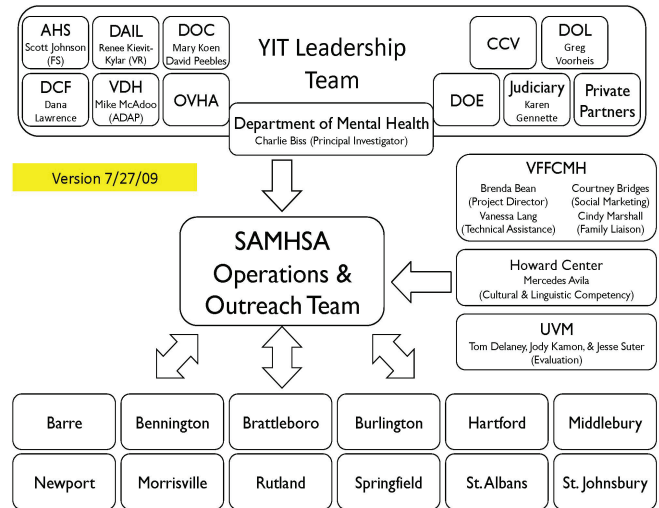 AHS
Scott Johnson
(FS)
DAIL
Renee Kievit-
Kylar (VR)
DOC
Mary Koen
David Peebles
YIT Leadership
Team
CCV
DOL
Greg
Voorheis
DCF
Dana
Lawrence
VDH
Mike McAdoo
(ADAP)
OVHA
DOE
Judiciary
Karen
Gennette
Private
Partners
Department of Mental Health
Charlie Biss (Principal Investigator)
Version 7/27/09
VFFCMH
Brenda Bean
(Project Director)
Vanessa Lang
(Technical Assistance)
Courtney Bridges
(Social Marketing)
Cindy Marshall
(Family Liaison)
SAMHSA
Operations &
Outreach Team
Howard Center
Mercedes Avila
(Cultural & Linguistic Competency)
UVM
Tom Delaney, Jody Kamon, & Jesse Suter
(Evaluation)
Barre
Bennington
Brattleboro
Burlington
Hartford
Middlebury
Newport
Morrisville
Rutland
Springfield
St. Albans
St. Johnsbury